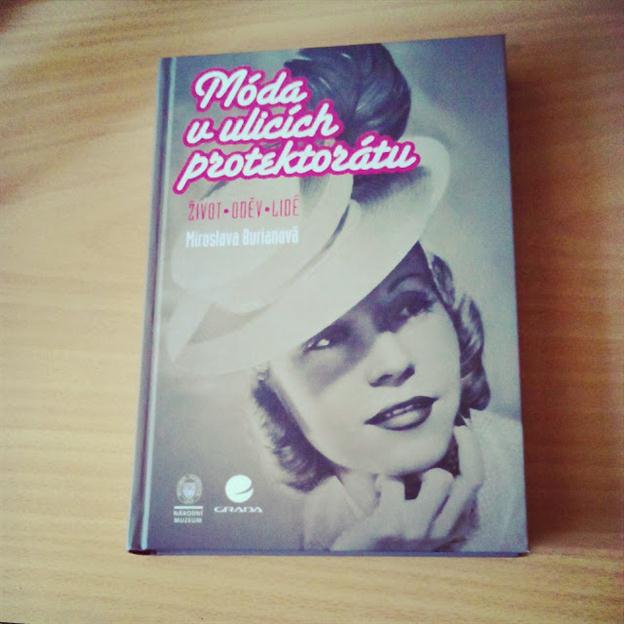 Móda
v ulicích
protektorátu
ŽIVOT • ODĚV • LIDÉ
Miroslava Burianová
NÁRODNÍ
MUZEUM
GRADA